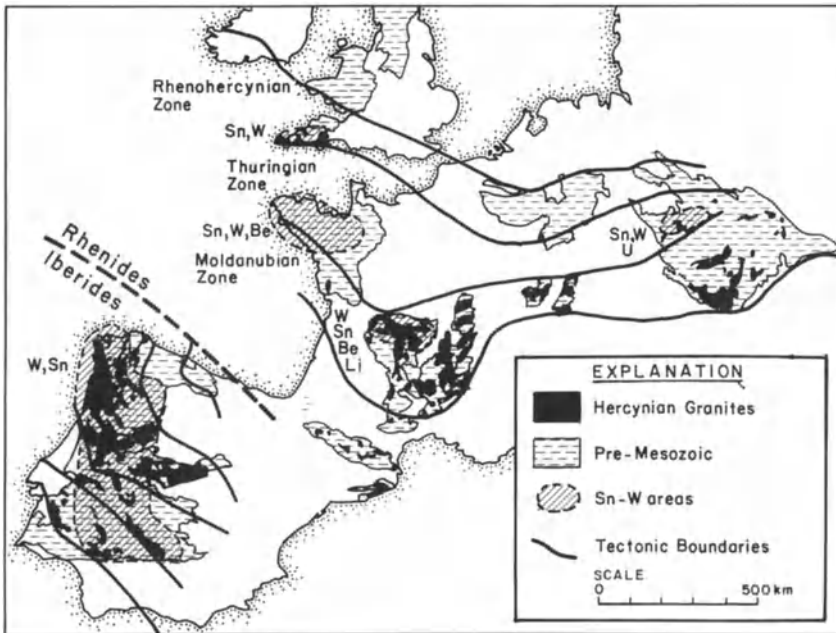 Rhenohercynian
Zone
Sn,W
Thuringian
Zone
Sn,W,Be
Moldanubian
Zone
Sn,W
U
Rhenides
Iberides
W
Sn
Be
Li
W,Sn
EXPLANATION
Hercynian Granites
Pre-Mesozoic
Sn-W areas
Tectonic Boundaries
SCALE
0 500 km